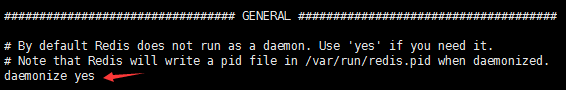 ################################ GENERAL #####################################
# By default Redis does not run as a daemon. Use 'yes' if you need it.
# Note that Redis will write a pid file in /var/run/redis.pid when daemonized.
daemonize yes